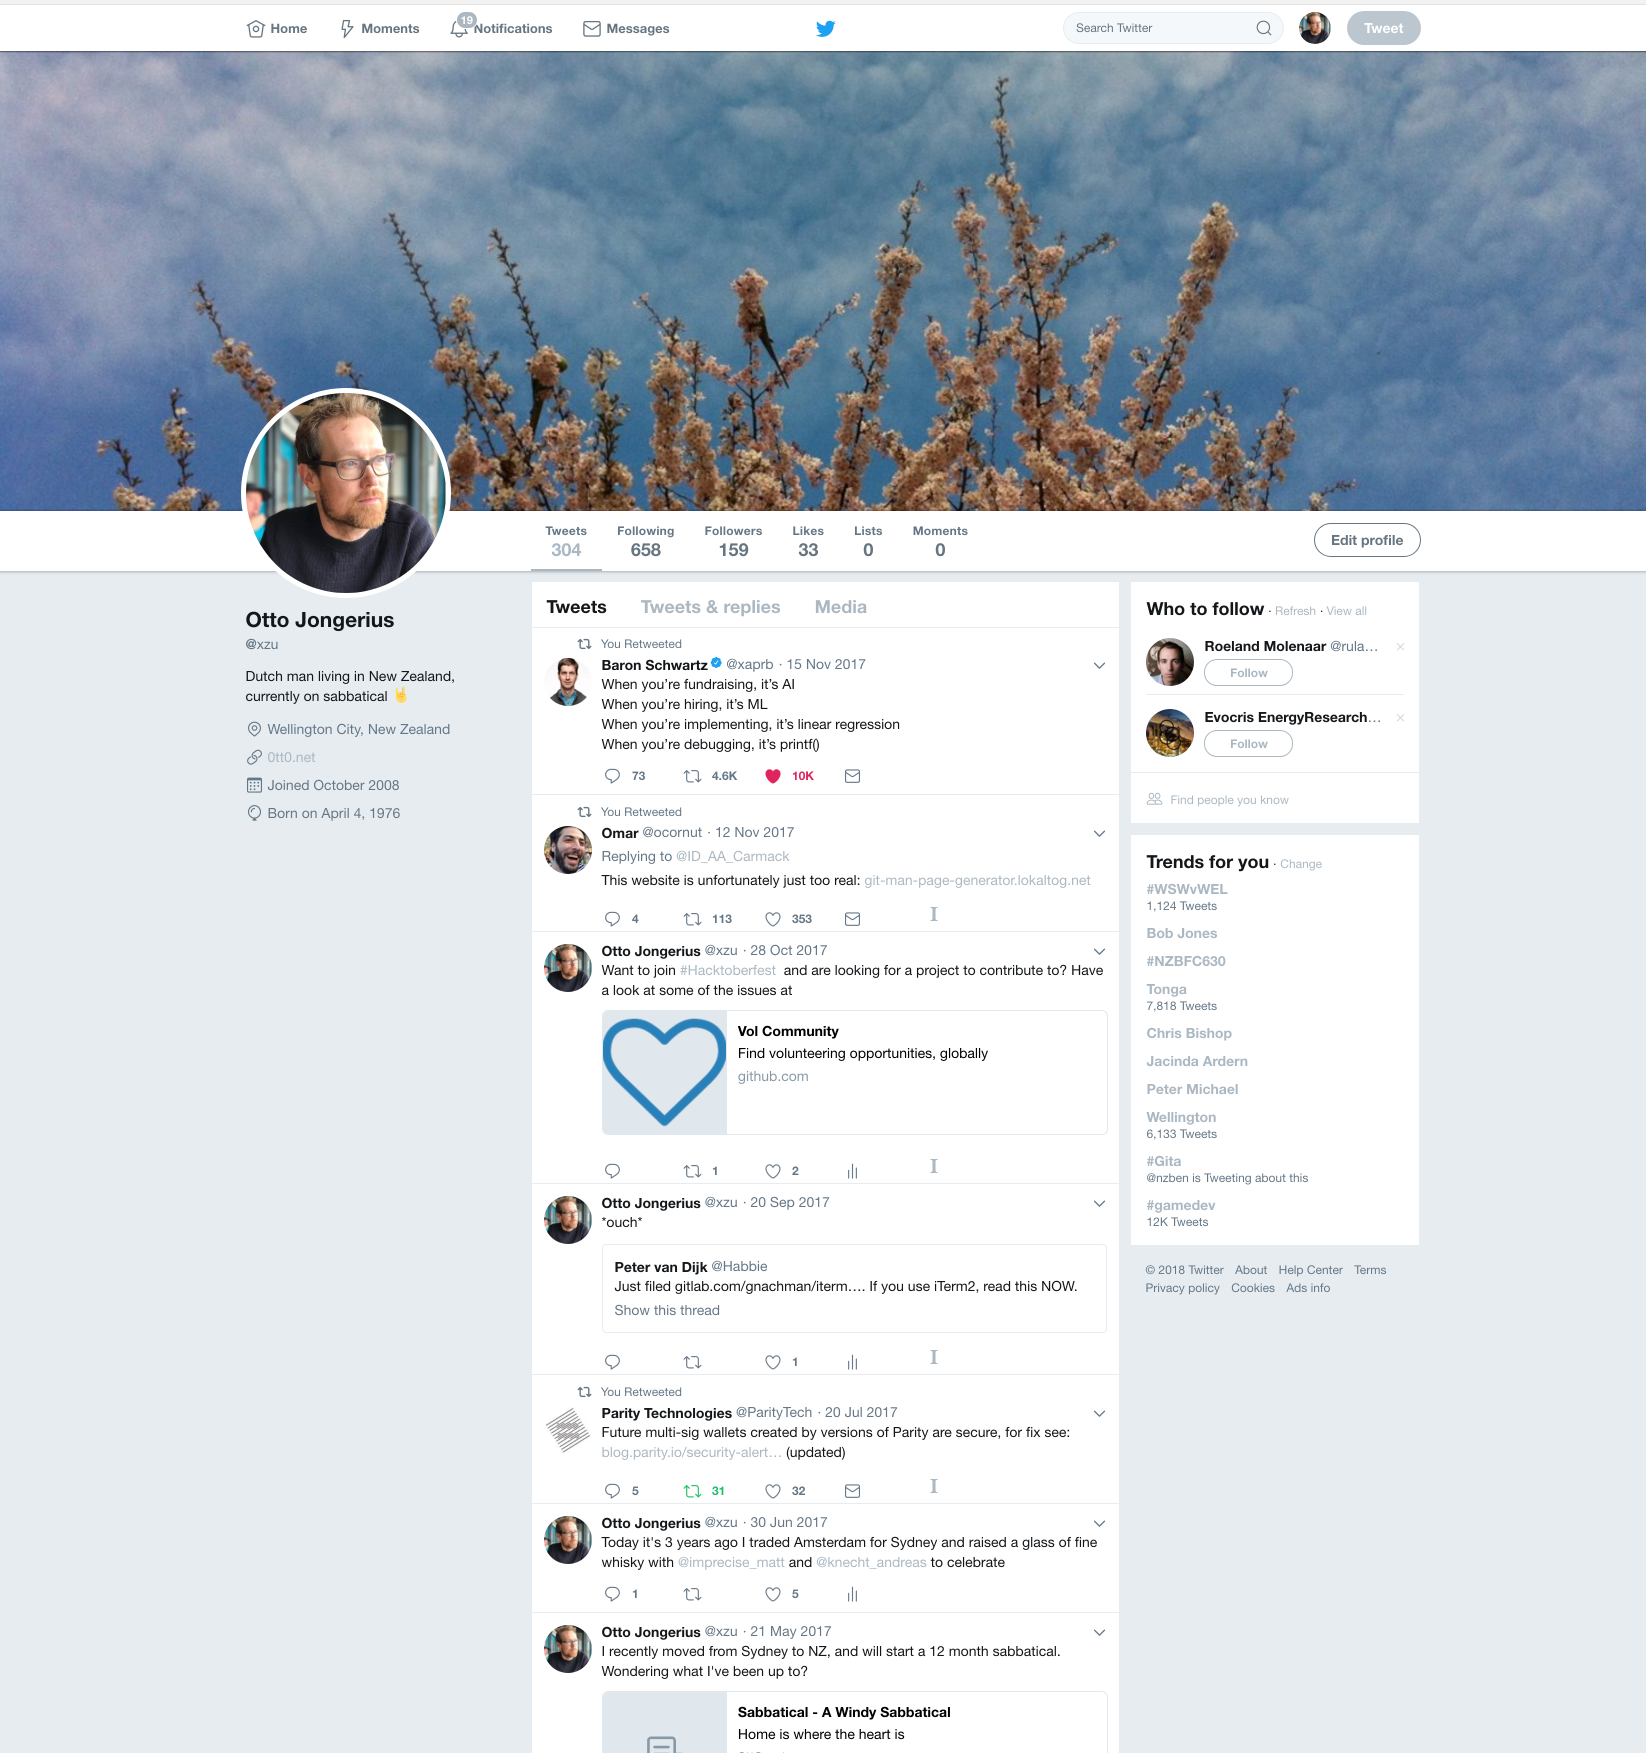 Home
Moments
19
Notifications
Messages
Search Twitter
Tweet
Tweets
304
Following
658
Followers
159
Likes
33
Lists
0
Moments
0
Edit profile
Otto Jongerius
@xzu
Dutch man living in New Zealand,
currently on sabbatical 🤘
Wellington City, New Zealand
0tt0.net
Joined October 2008
Born on April 4, 1976
Tweets
Tweets & replies
Media
You Retweeted
Baron Schwartz @xaprb · 15 Nov 2017
When you’re fundraising, it’s AI
When you’re hiring, it’s ML
When you’re implementing, it’s linear regression
When you’re debugging, it’s printf()
73
4.6K
10K
You Retweeted
Omar @ocornut · 12 Nov 2017
Replying to @ID_AA_Carmack
This website is unfortunately just too real: git-man-page-generator.lokaltog.net
4
113
353
Otto Jongerius @xzu · 28 Oct 2017
Want to join #Hacktoberfest and are looking for a project to contribute to? Have
a look at some of the issues at
Vol Community
Find volunteering opportunities, globally
github.com
1
2
Otto Jongerius @xzu · 20 Sep 2017
*ouch*
Peter van Dijk @Habbie
Just filed gitlab.com/gnachman/iterm…. If you use iTerm2, read this NOW.
Show this thread
1
You Retweeted
Parity Technologies @ParityTech · 20 Jul 2017
Future multi-sig wallets created by versions of Parity are secure, for fix see:
blog.parity.io/security-alert… (updated)
5
31
32
Otto Jongerius @xzu · 30 Jun 2017
Today it's 3 years ago I traded Amsterdam for Sydney and raised a glass of fine
whisky with @imprecise_matt and @knecht_andreas to celebrate
1
5
Otto Jongerius @xzu · 21 May 2017
I recently moved from Sydney to NZ, and will start a 12 month sabbatical.
Wondering what I've been up to?
Sabbatical - A Windy Sabbatical
Home is where the heart is
Who to follow · Refresh · View all
Roeland Molenaar @rula…
Follow
Evocris EnergyResearch…
Follow
Find people you know
Trends for you · Change
#WSWvWEL
1,124 Tweets
Bob Jones
#NZBFC630
Tonga
7,818 Tweets
Chris Bishop
Jacinda Ardern
Peter Michael
Wellington
6,133 Tweets
#Gita
@nzben is Tweeting about this
#gamedev
12K Tweets
© 2018 Twitter About Help Center Terms
Privacy policy Cookies Ads info